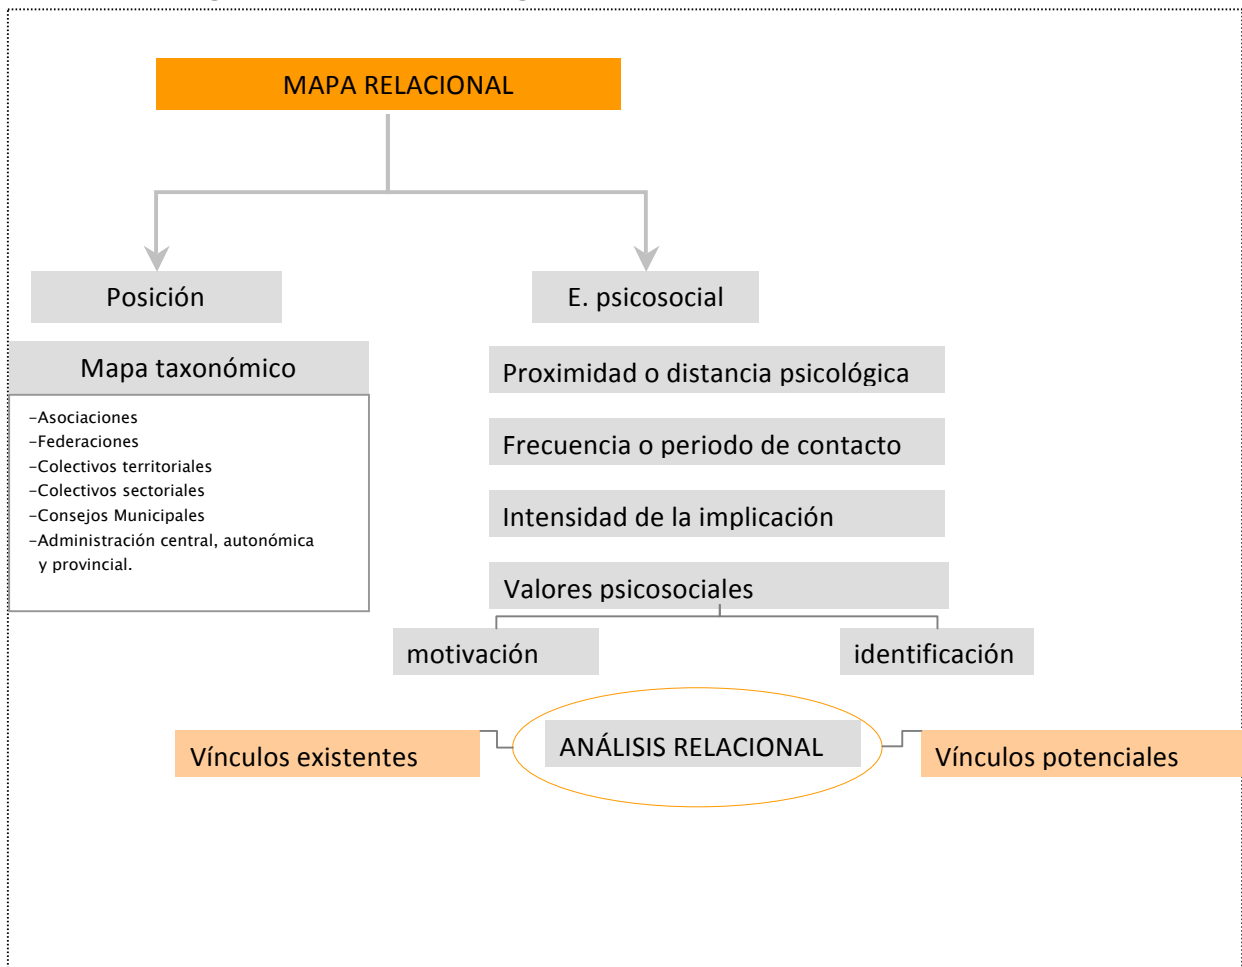 MAPA RELACIONAL
Posición
E. psicosocial
Mapa taxonómico
Proximidad o distancia psicológica
-Asociaciones
-Federaciones
-Colectivos territoriales
-Colectivos sectoriales
-Consejos Municipales
-Administración central, autonómica
y provincial.
Frecuencia o periodo de contacto
Intensidad de la implicación
Valores psicosociales
motivación
identificación
ANÁLISIS RELACIONAL
Vínculos existentes
Vínculos potenciales